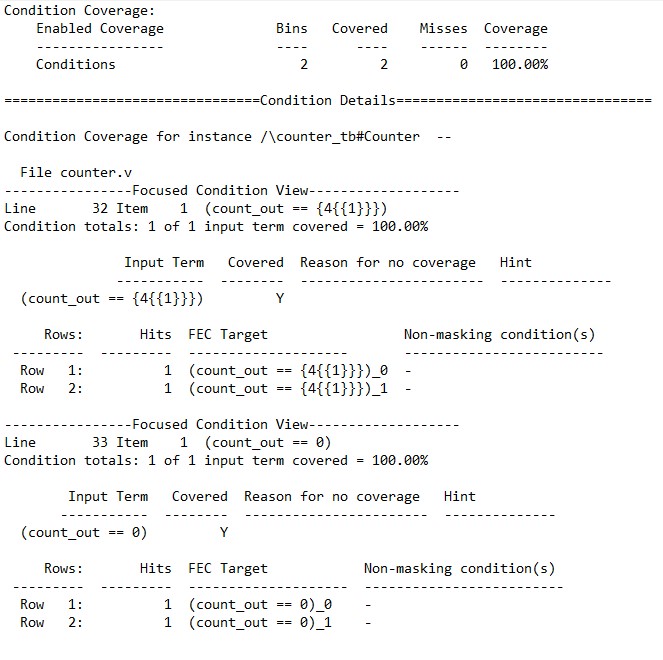 Condition Coverage:
    Enabled Coverage              Bins   Covered    Misses  Coverage
    ----------------              ----      ----    ------  --------
    Conditions                       2         2         0   100.00%
================================Condition Details================================
Condition Coverage for instance /\counter_tb#Counter  --
  File counter.v
----------------Focused Condition View-------------------
Line       32 Item    1  (count_out == {4{{1}}})
Condition totals: 1 of 1 input term covered = 100.00%
               Input Term   Covered  Reason for no coverage   Hint
              -----------  --------  -----------------------  --------------
  (count_out == {4{{1}}})         Y
     Rows:       Hits  FEC Target                 Non-masking condition(s)
 ---------  ---------  --------------------       -------------------------
  Row   1:          1  (count_out == {4{{1}}})_0  -
  Row   2:          1  (count_out == {4{{1}}})_1  -
----------------Focused Condition View-------------------
Line       33 Item    1  (count_out == 0)
Condition totals: 1 of 1 input term covered = 100.00%
        Input Term   Covered  Reason for no coverage   Hint
       -----------  --------  -----------------------  --------------
  (count_out == 0)         Y
     Rows:       Hits  FEC Target            Non-masking condition(s)
 ---------  ---------  --------------------  -------------------------
  Row   1:          1  (count_out == 0)_0    -
  Row   2:          1  (count_out == 0)_1    -